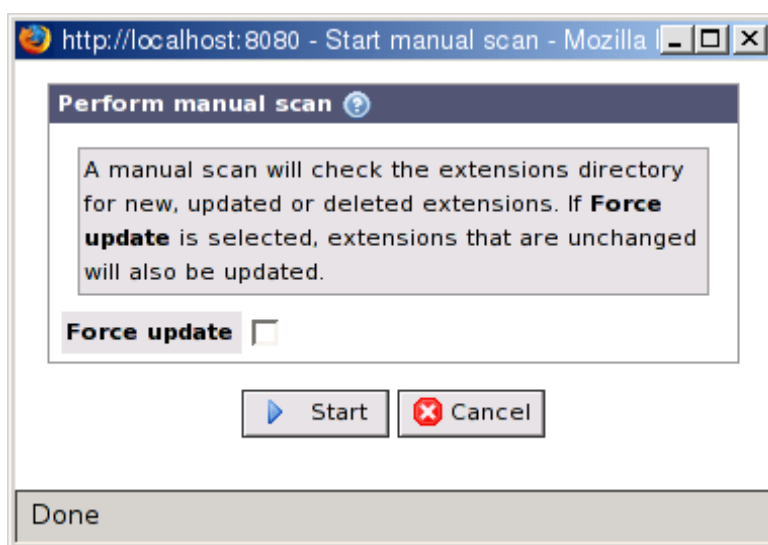 http://localhost:8080 - Start manual scan - Mozilla
Perform manual scan ?
A manual scan will check the extensions directory
for new, updated or deleted extensions. If Force
update is selected, extensions that are unchanged
will also be updated.
Force update
Start Cancel
Done